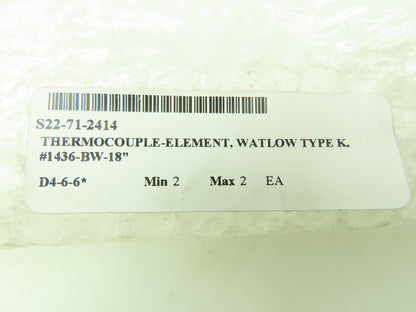 S22-71-2414
THERMOCOUPLE-ELEMENT, WATLOW TYPE K,
#1436-BW-18"
D4-6-6* Min 2 Max 2 EA